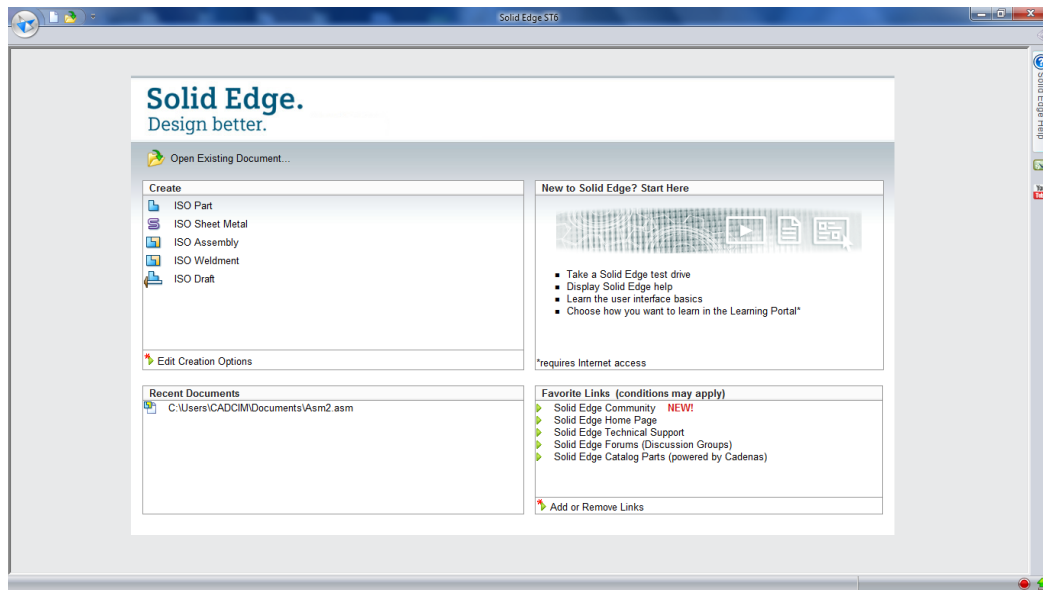 Solid Edge ST6
Solid Edge.
Design better.
Open Existing Document...
Create
ISO Part
ISO Sheet Metal
ISO Assembly
ISO Weldment
ISO Draft
Edit Creation Options
New to Solid Edge? Start Here
Take a Solid Edge test drive
Display Solid Edge help
Learn the user interface basics
Choose how you want to learn in the Learning Portal*
*requires Internet access
Recent Documents
C:\Users\CADCIM\Documents\Asm2.asm
Favorite Links (conditions may apply)
Solid Edge Community NEW!
Solid Edge Home Page
Solid Edge Technical Support
Solid Edge Forums (Discussion Groups)
Solid Edge Catalog Parts (powered by Cadenas)
Add or Remove Links
Solid Edge Help